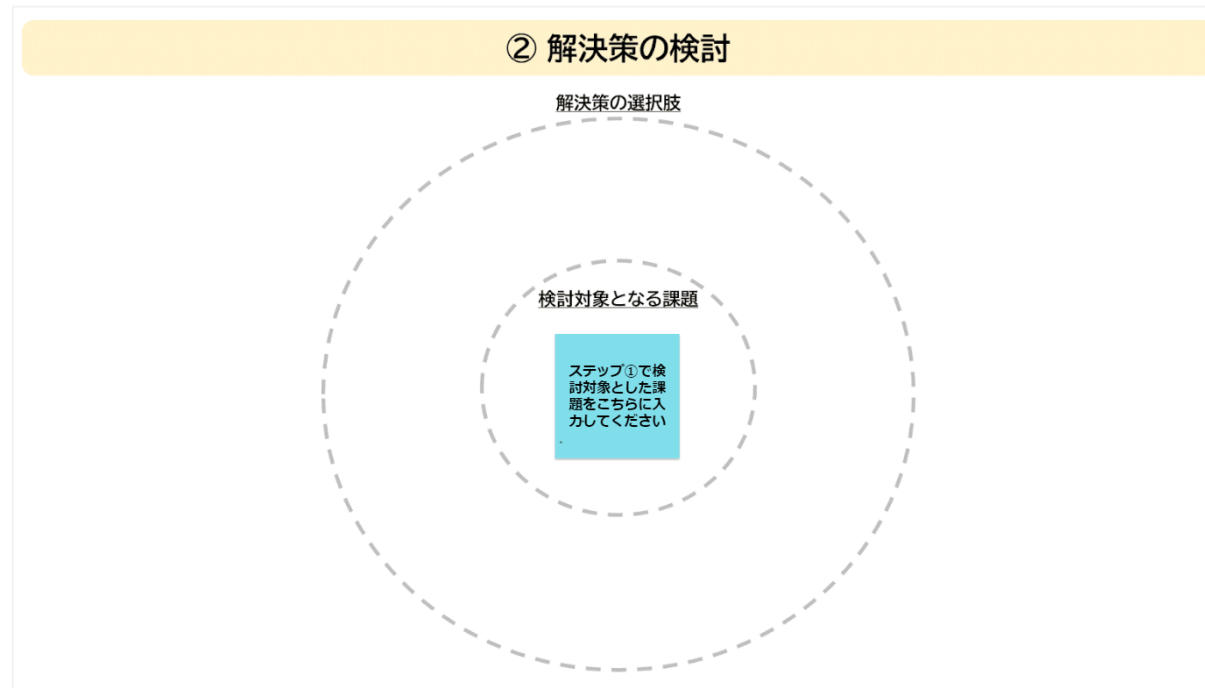 ② 解決策の検討
解決策の選択肢
検討対象となる課題
ステップ①で検
討対象とした課
題をこちらに入
力してください